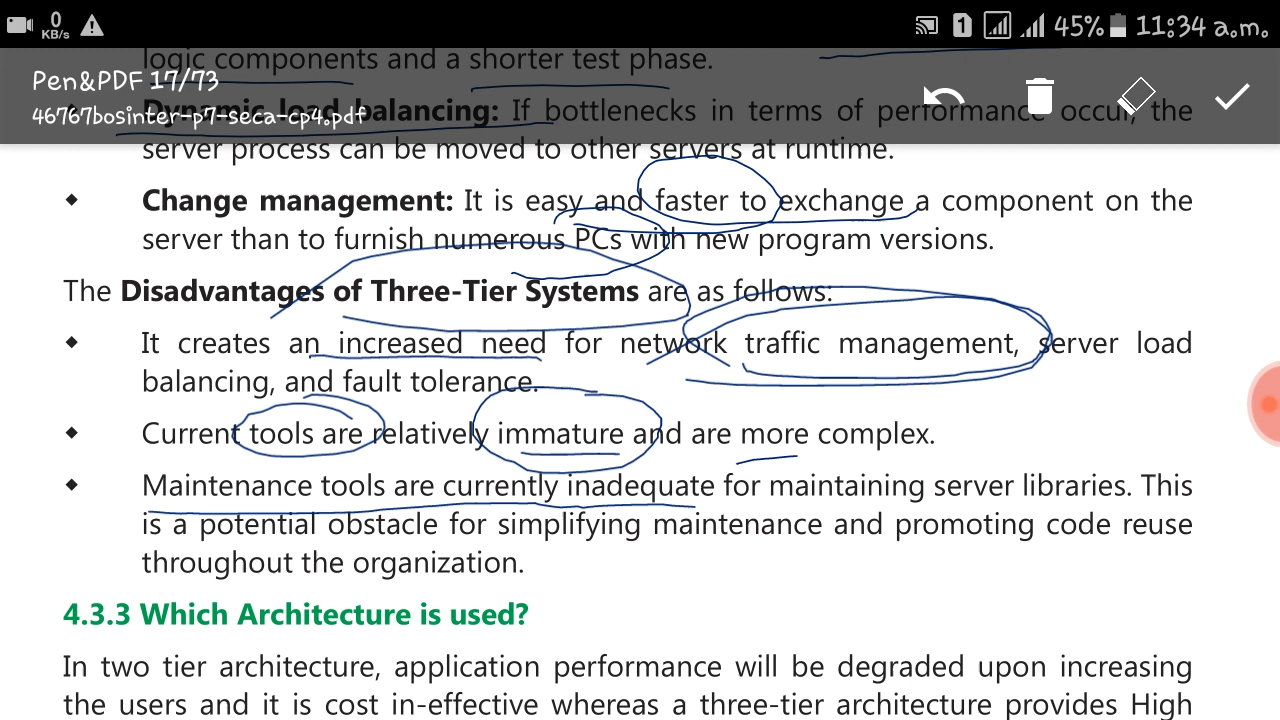 0
KB/s
1
45%
11:34 a.m.
logic components and a shorter test phase.
Pen&PDF 17/73
46767bosinter-p7-seca-cp4.pdf
Dynamic load balancing: If bottlenecks in terms of performance occur, the
server process can be moved to other servers at runtime.
◆ Change management: It is easy and faster to exchange a component on the
server than to furnish numerous PCs with new program versions.
The Disadvantages of Three-Tier Systems are as follows:
◆ It creates an increased need for network traffic management, server load
balancing, and fault tolerance.
◆ Current tools are relatively immature and are more complex.
◆ Maintenance tools are currently inadequate for maintaining server libraries. This
is a potential obstacle for simplifying maintenance and promoting code reuse
throughout the organization.
4.3.3 Which Architecture is used?
In two tier architecture, application performance will be degraded upon increasing
the users and it is cost in-effective whereas a three-tier architecture provides High